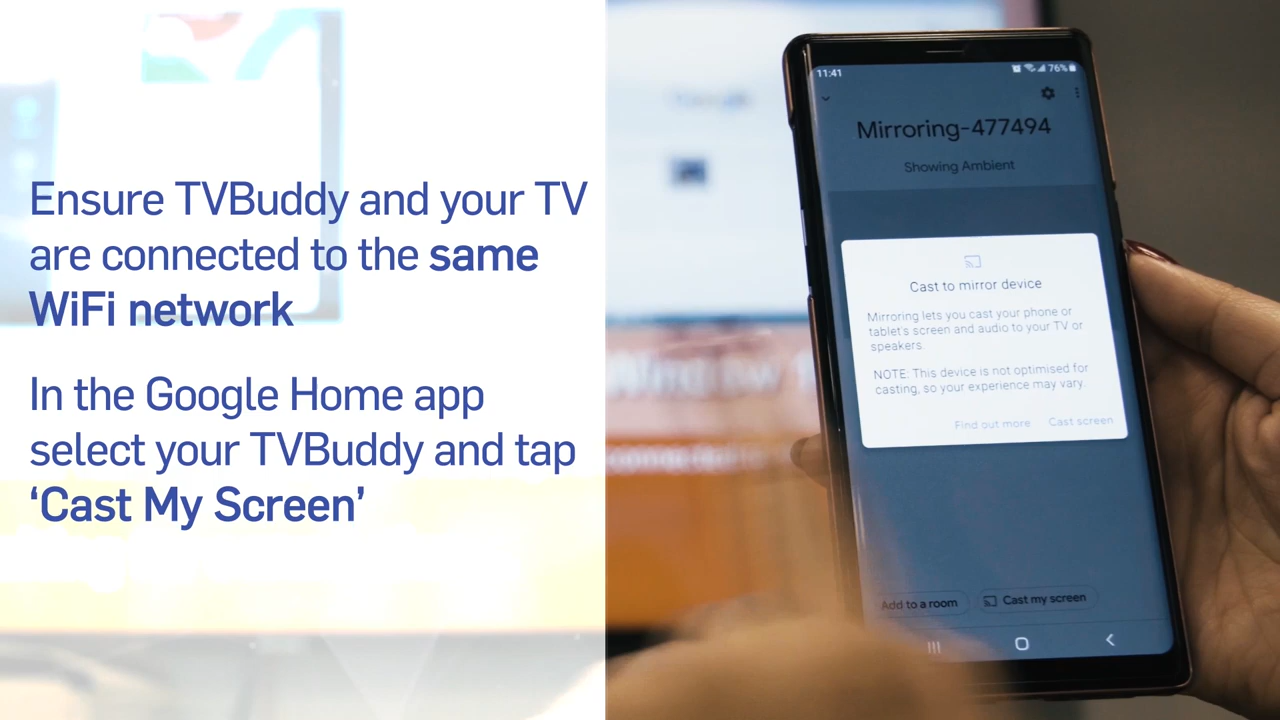 Ensure TVBuddy and your TV
are connected to the same
WiFi network
In the Google Home app
select your TVBuddy and tap
‘Cast My Screen’
11:41
76%
Mirroring-477494
Showing Ambient
Cast to mirror device
Mirroring lets you cast your phone or
tablet's screen and audio to your TV or
speakers.
NOTE: This device is not optimised for
casting, so your experience may vary.
Find out more Cast screen
Add to a room Cast my screen